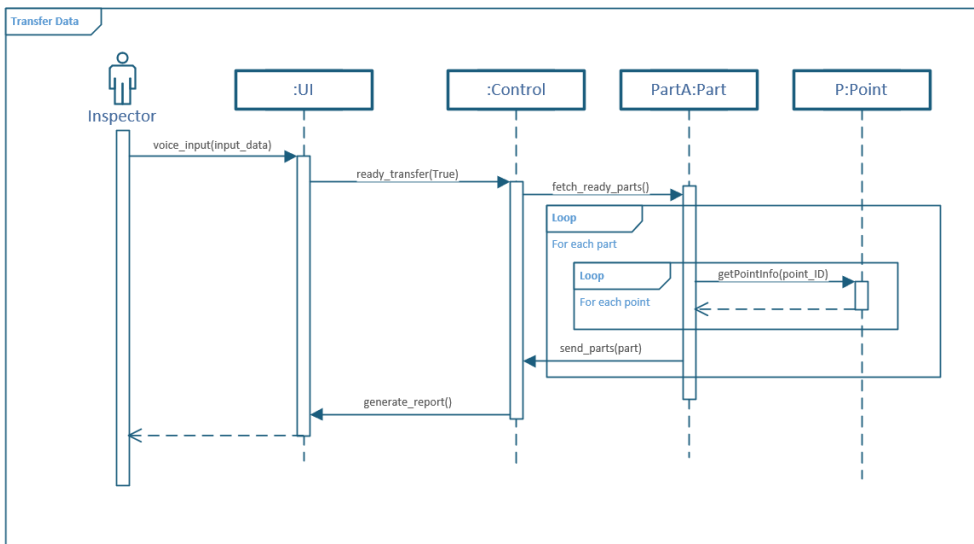 Transfer Data
Inspector
:UI
:Control
PartA:Part
P:Point
voice_input(input_data)
ready_transfer(True)
fetch_ready_parts()
Loop
For each part
Loop
For each point
getPointInfo(point_ID)
send_parts(part)
generate_report()